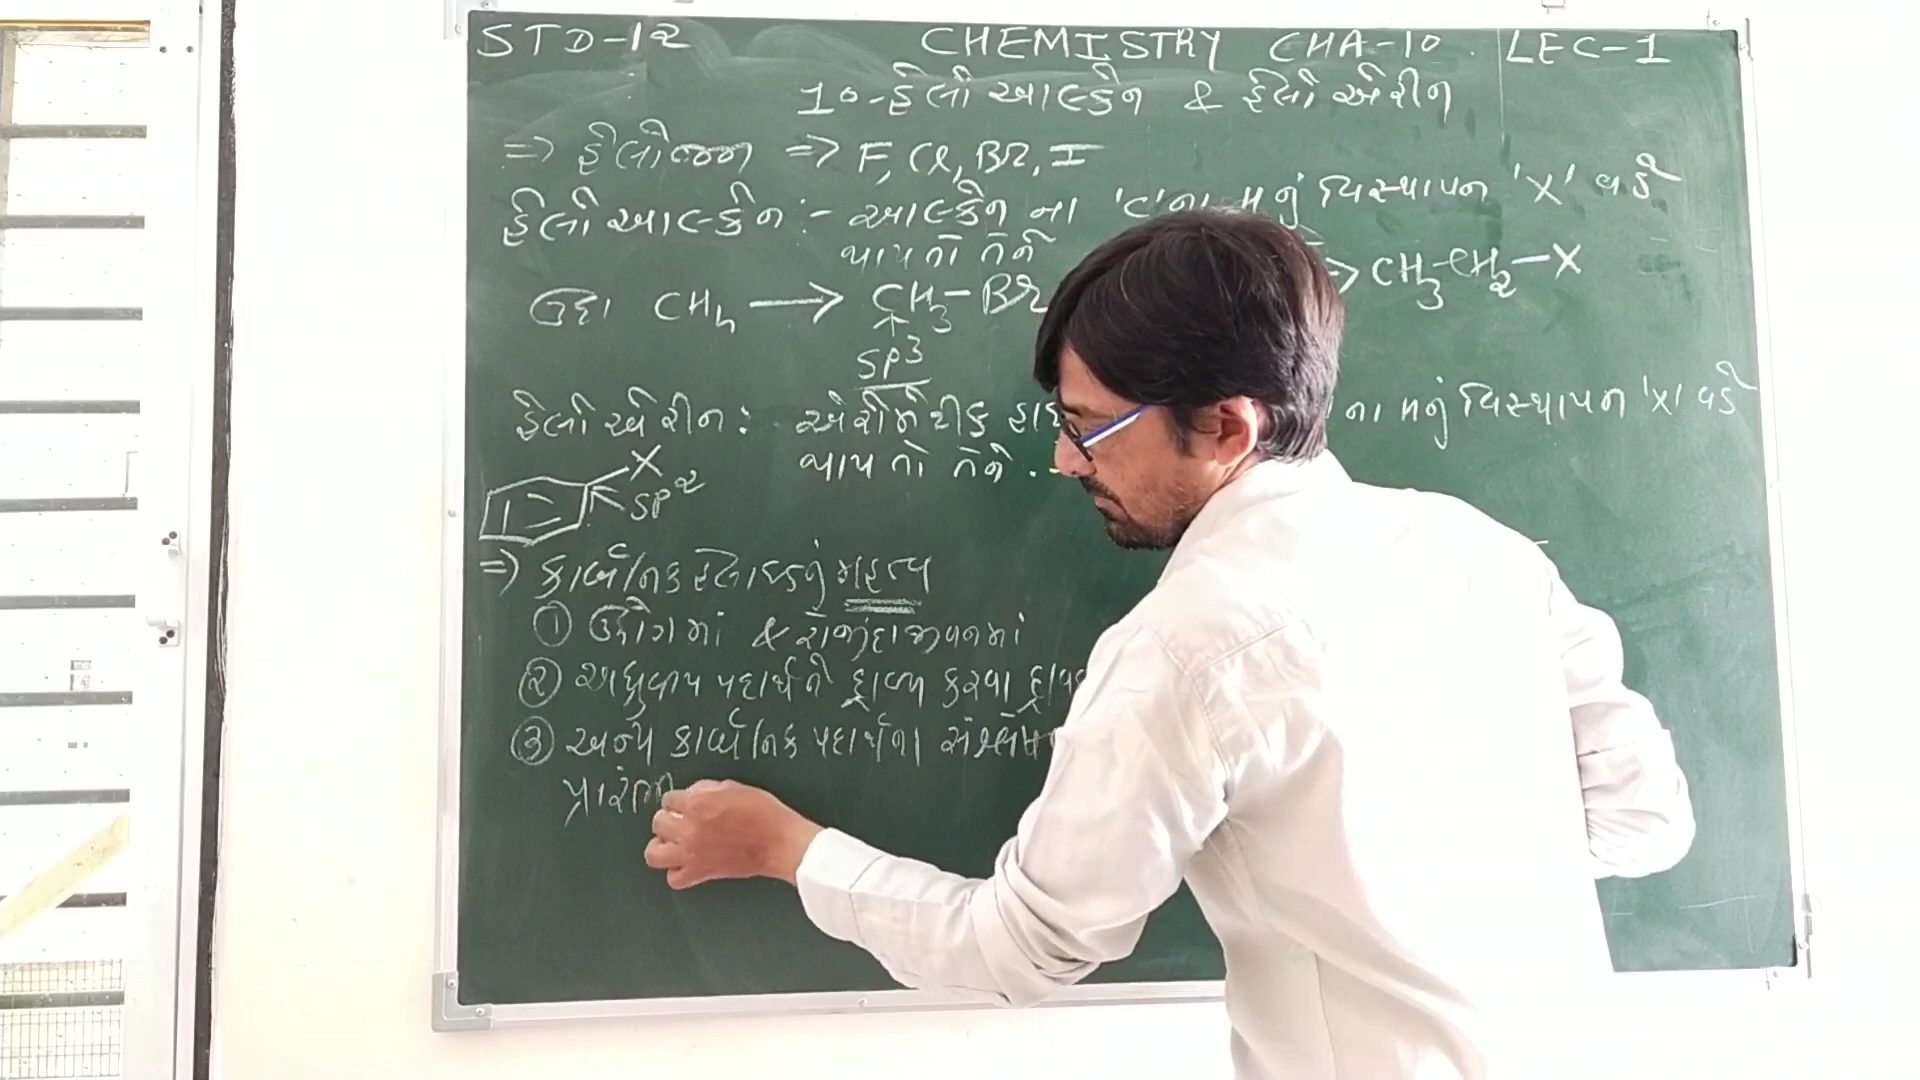 STD-12 CHEMISTRY CHA-10. LEC-1
10-હેલો આલ્કેન & હેલો એરીન
=> હેલોજન => F, Cl, Br, I
હેલો આલ્કેન :- આલ્કેન ના 'C' ના H નું વિસ્થાપન 'X' વડે
થાય તો તેને
ઉદા CH4 ⟶ CH3-Br -> CH3-CH2-X
SP3
હેલો એરીન : એરોમેટીક ના H નું વિસ્થાપન 'X' વડે
થાય તો તેને.
X
SP2
=> કાર્બનિક હેલાઇડનું મહત્વ
① ઉદ્યોગમાં & રોજીંદા જીવનમાં
② અધ્રુવીય પદાર્થને દ્રાવ્ય કરવા
③ અન્ય કાર્બનિક પદાર્થના